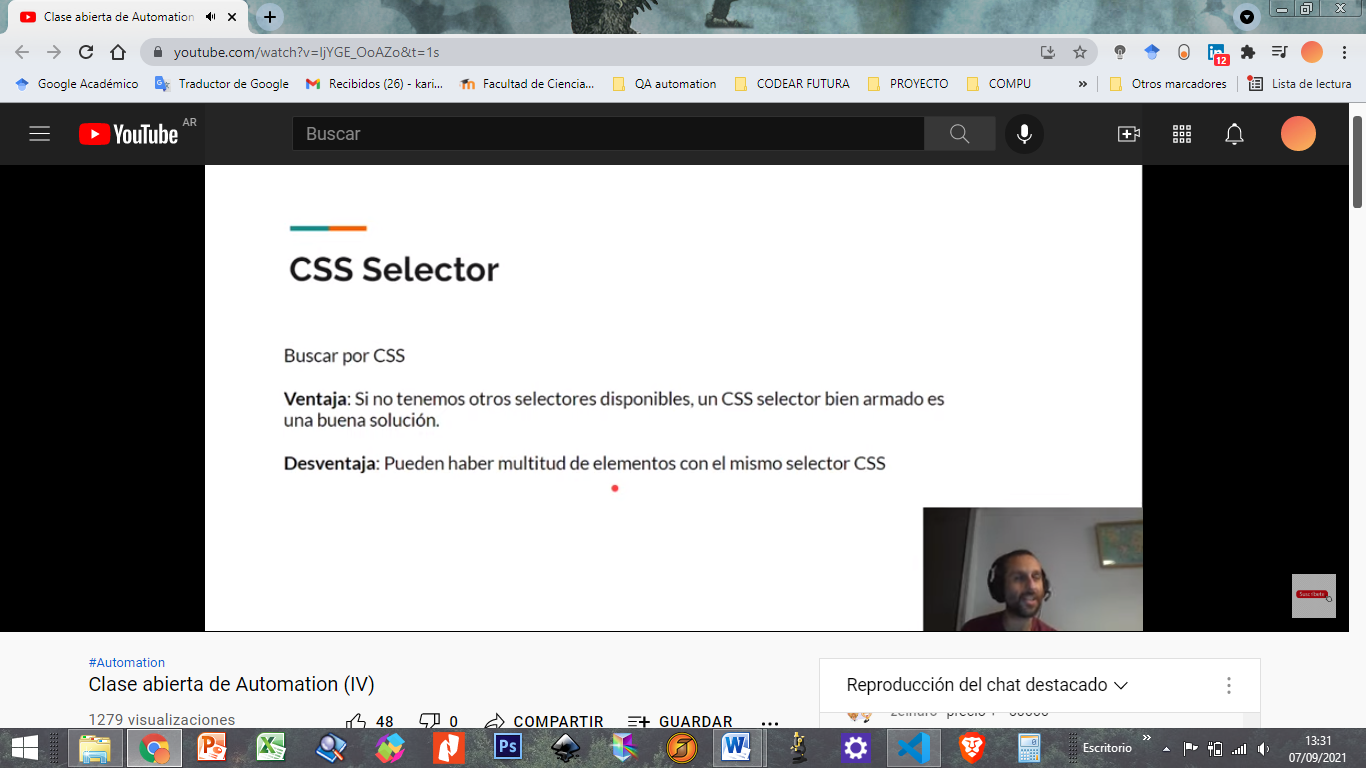 Clase abierta de Automation
youtube.com/watch?v=IjYGE_OoAZo&t=1s
12
Google Académico
Traductor de Google
Recibidos (26) - kari...
Facultad de Ciencia...
QA automation
CODEAR FUTURA
PROYECTO
COMPU
»
Otros marcadores
Lista de lectura
YouTube AR
Buscar
CSS Selector
Buscar por CSS
Ventaja: Si no tenemos otros selectores disponibles, un CSS selector bien armado es
una buena solución.
Desventaja: Pueden haber multitud de elementos con el mismo selector CSS
Suscríbete
#Automation
Clase abierta de Automation (IV)
1279 visualizaciones
48
0
COMPARTIR
GUARDAR
Reproducción del chat destacado
Ps
Escritorio
»
13:31
07/09/2021